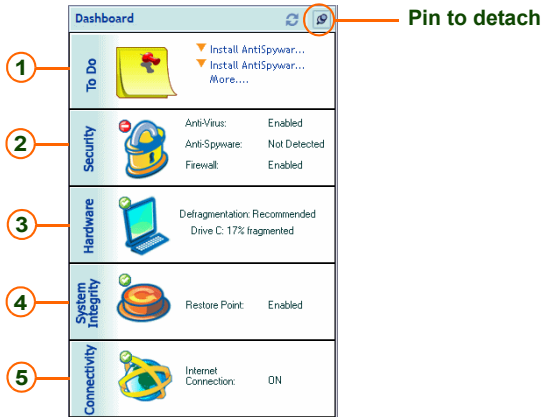 Dashboard
Pin to detach
1
To Do
Install AntiSpywar...
Install AntiSpywar...
More....
2
Security
Anti-Virus: Enabled
Anti-Spyware: Not Detected
Firewall: Enabled
3
Hardware
Defragmentation: Recommended
Drive C: 17% fragmented
4
System
Integrity
Restore Point: Enabled
5
Connectivity
Internet
Connection: ON